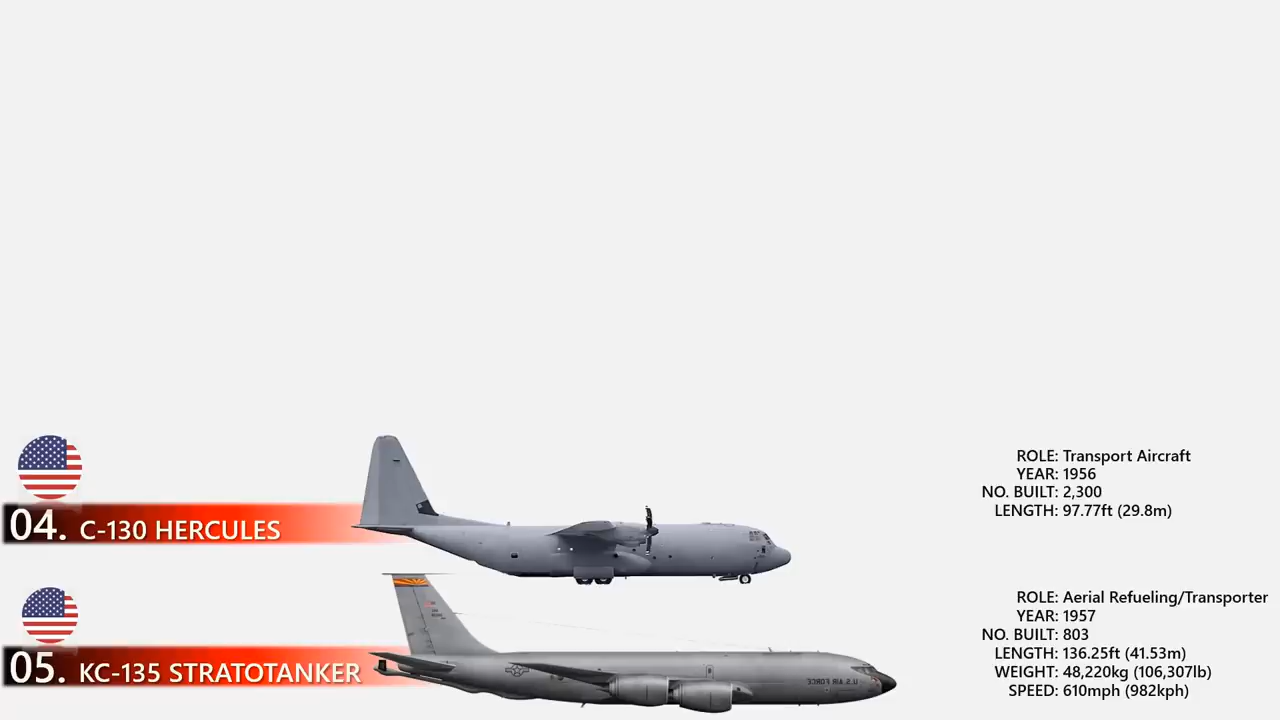 04. C-130 HERCULES
ROLE: Transport Aircraft
YEAR: 1956
NO. BUILT: 2,300
LENGTH: 97.77ft (29.8m)
05. KC-135 STRATOTANKER
U.S. AIR FORCE
ROLE: Aerial Refueling/Transporter
YEAR: 1957
NO. BUILT: 803
LENGTH: 136.25ft (41.53m)
WEIGHT: 48,220kg (106,307lb)
SPEED: 610mph (982kph)